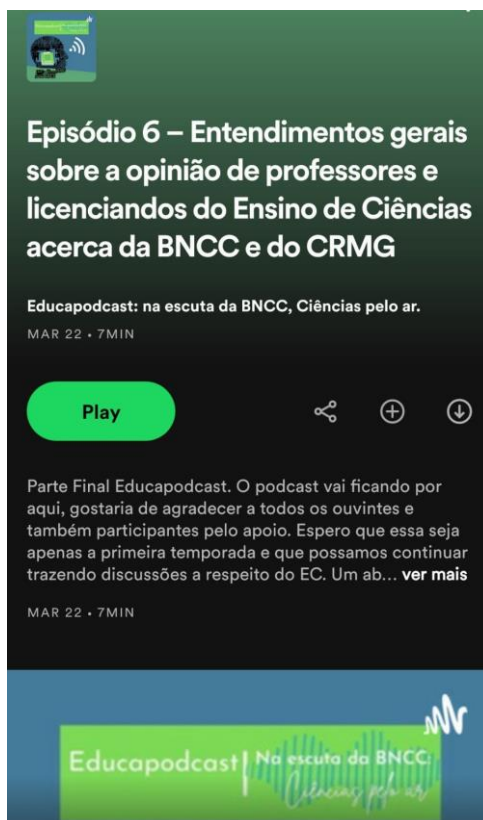 Episódio 6 – Entendimentos gerais
sobre a opinião de professores e
licenciandos do Ensino de Ciências
acerca da BNCC e do CRMG
Educapodcast: na escuta da BNCC, Ciências pelo ar.
MAR 22 • 7MIN
Play
Parte Final Educapodcast. O podcast vai ficando por
aqui, gostaria de agradecer a todos os ouvintes e
também participantes pelo apoio. Espero que essa seja
apenas a primeira temporada e que possamos continuar
trazendo discussões a respeito do EC. Um ab... ver mais
MAR 22 • 7MIN
Educapodcast| Na escuta da BNCC:
Ciências pelo ar